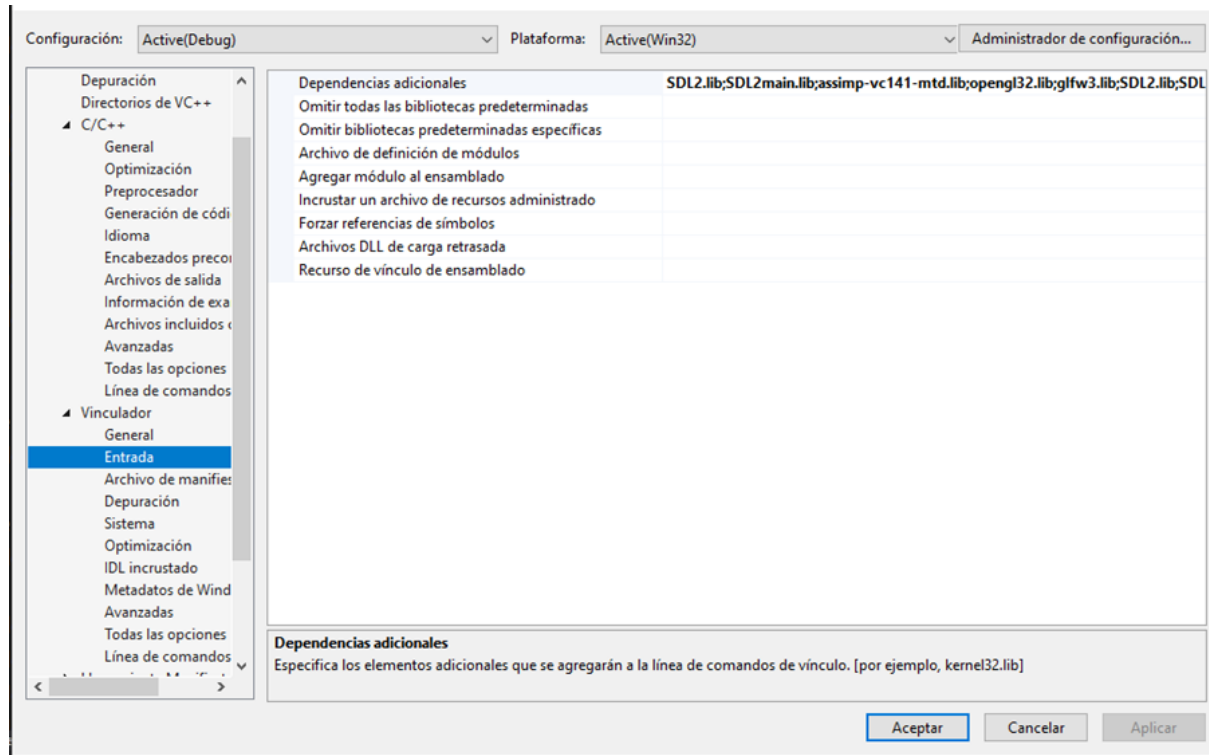 Configuración: Active(Debug) Plataforma: Active(Win32) Administrador de configuración...
Depuración
Directorios de VC++
C/C++
General
Optimización
Preprocesador
Generación de códi
Idioma
Encabezados preco
Archivos de salida
Información de exa
Archivos incluidos
Avanzadas
Todas las opciones
Línea de comandos
Vinculador
General
Entrada
Archivo de manifies
Depuración
Sistema
Optimización
IDL incrustado
Metadatos de Wind
Avanzadas
Todas las opciones
Línea de comandos
Dependencias adicionales SDL2.lib;SDL2main.lib;assimp-vc141-mtd.lib;opengl32.lib;glfw3.lib;SDL2.lib;SDL
Omitir todas las bibliotecas predeterminadas
Omitir bibliotecas predeterminadas específicas
Archivo de definición de módulos
Agregar módulo al ensamblado
Incrustar un archivo de recursos administrado
Forzar referencias de símbolos
Archivos DLL de carga retrasada
Recurso de vínculo de ensamblado
Dependencias adicionales
Especifica los elementos adicionales que se agregarán a la línea de comandos de vínculo. [por ejemplo, kernel32.lib]
Aceptar Cancelar Aplicar